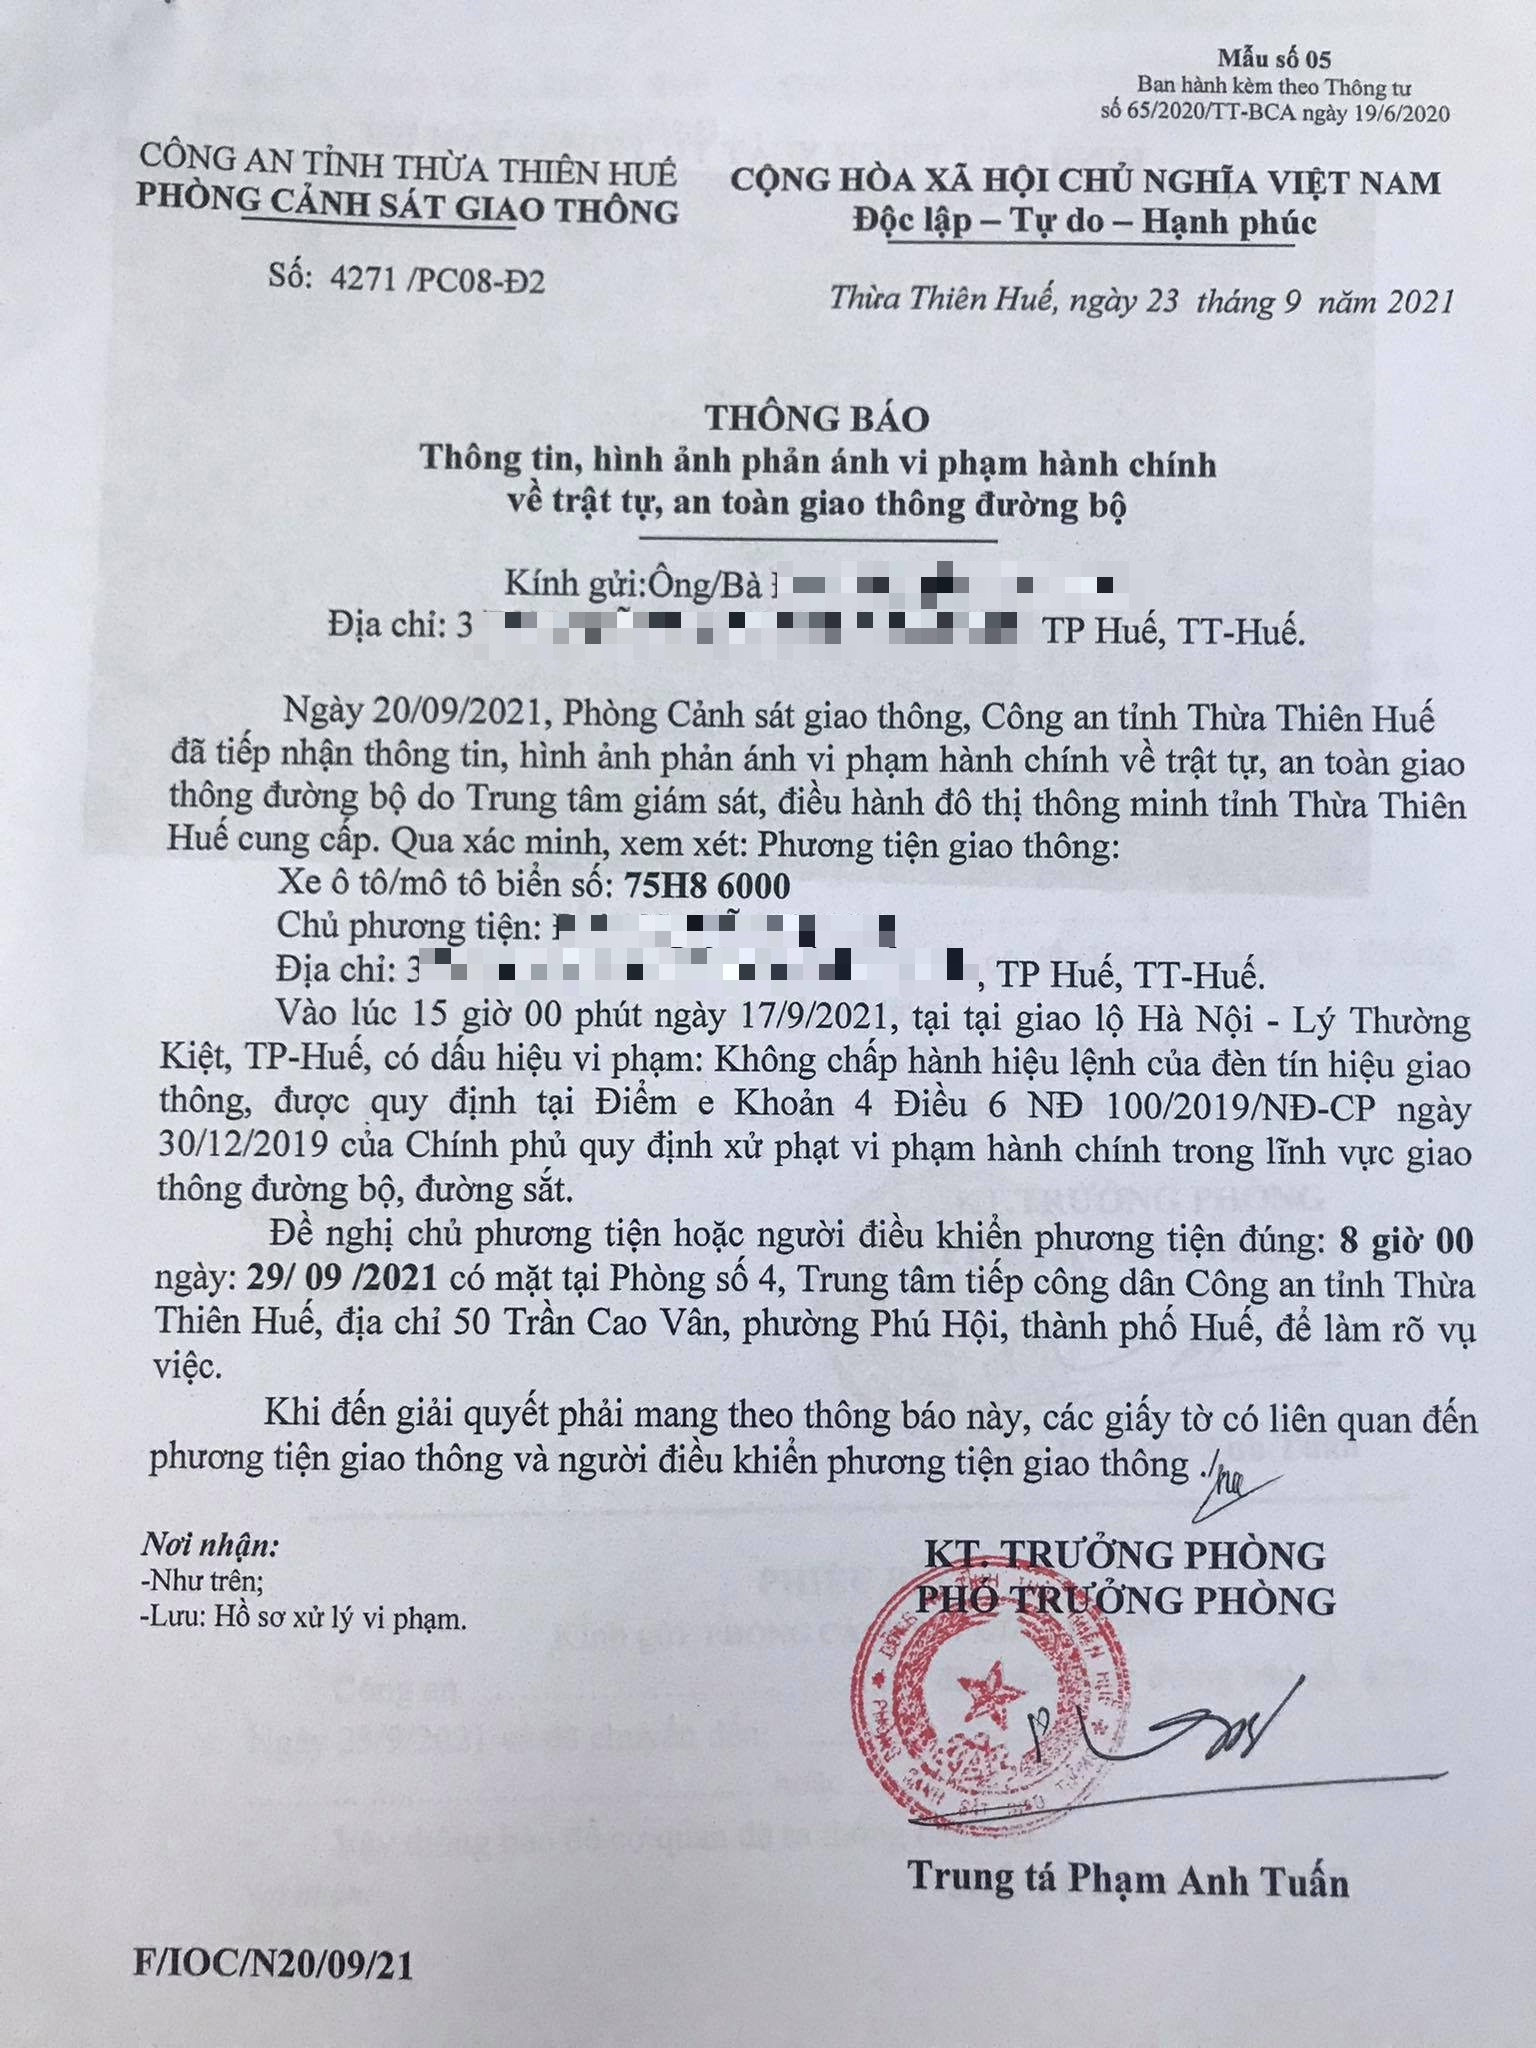 Mẫu số 05
Ban hành kèm theo Thông tư
số 65/2020/TT-BCA ngày 19/6/2020
CÔNG AN TỈNH THỪA THIÊN HUẾ
PHÒNG CẢNH SÁT GIAO THÔNG
CỘNG HÒA XÃ HỘI CHỦ NGHĨA VIỆT NAM
Độc lập – Tự do – Hạnh phúc
Số: 4271 /PC08-Đ2
Thừa Thiên Huế, ngày 23 tháng 9 năm 2021
THÔNG BÁO
Thông tin, hình ảnh phản ánh vi phạm hành chính
về trật tự, an toàn giao thông đường bộ
Kính gửi:Ông/Bà
Địa chỉ: 3 TP Huế, TT-Huế.
Ngày 20/09/2021, Phòng Cảnh sát giao thông, Công an tỉnh Thừa Thiên Huế
đã tiếp nhận thông tin, hình ảnh phản ánh vi phạm hành chính về trật tự, an toàn giao
thông đường bộ do Trung tâm giám sát, điều hành đô thị thông minh tỉnh Thừa Thiên
Huế cung cấp. Qua xác minh, xem xét: Phương tiện giao thông:
Xe ô tô/mô tô biển số: 75H8 6000
Chủ phương tiện:
Địa chỉ: 3 , TP Huế, TT-Huế.
Vào lúc 15 giờ 00 phút ngày 17/9/2021, tại tại giao lộ Hà Nội - Lý Thường
Kiệt, TP-Huế, có dấu hiệu vi phạm: Không chấp hành hiệu lệnh của đèn tín hiệu giao
thông, được quy định tại Điểm e Khoản 4 Điều 6 NĐ 100/2019/NĐ-CP ngày
30/12/2019 của Chính phủ quy định xử phạt vi phạm hành chính trong lĩnh vực giao
thông đường bộ, đường sắt.
Đề nghị chủ phương tiện hoặc người điều khiển phương tiện đúng: 8 giờ 00
ngày: 29/ 09 /2021 có mặt tại Phòng số 4, Trung tâm tiếp công dân Công an tỉnh Thừa
Thiên Huế, địa chỉ 50 Trần Cao Vân, phường Phú Hội, thành phố Huế, để làm rõ vụ
việc.
Khi đến giải quyết phải mang theo thông báo này, các giấy tờ có liên quan đến
phương tiện giao thông và người điều khiển phương tiện giao thông ./
Nơi nhận:
-Như trên;
-Lưu: Hồ sơ xử lý vi phạm.
KT. TRƯỞNG PHÒNG
PHÓ TRƯỞNG PHÒNG
Trung tá Phạm Anh Tuấn
F/IOC/N20/09/21